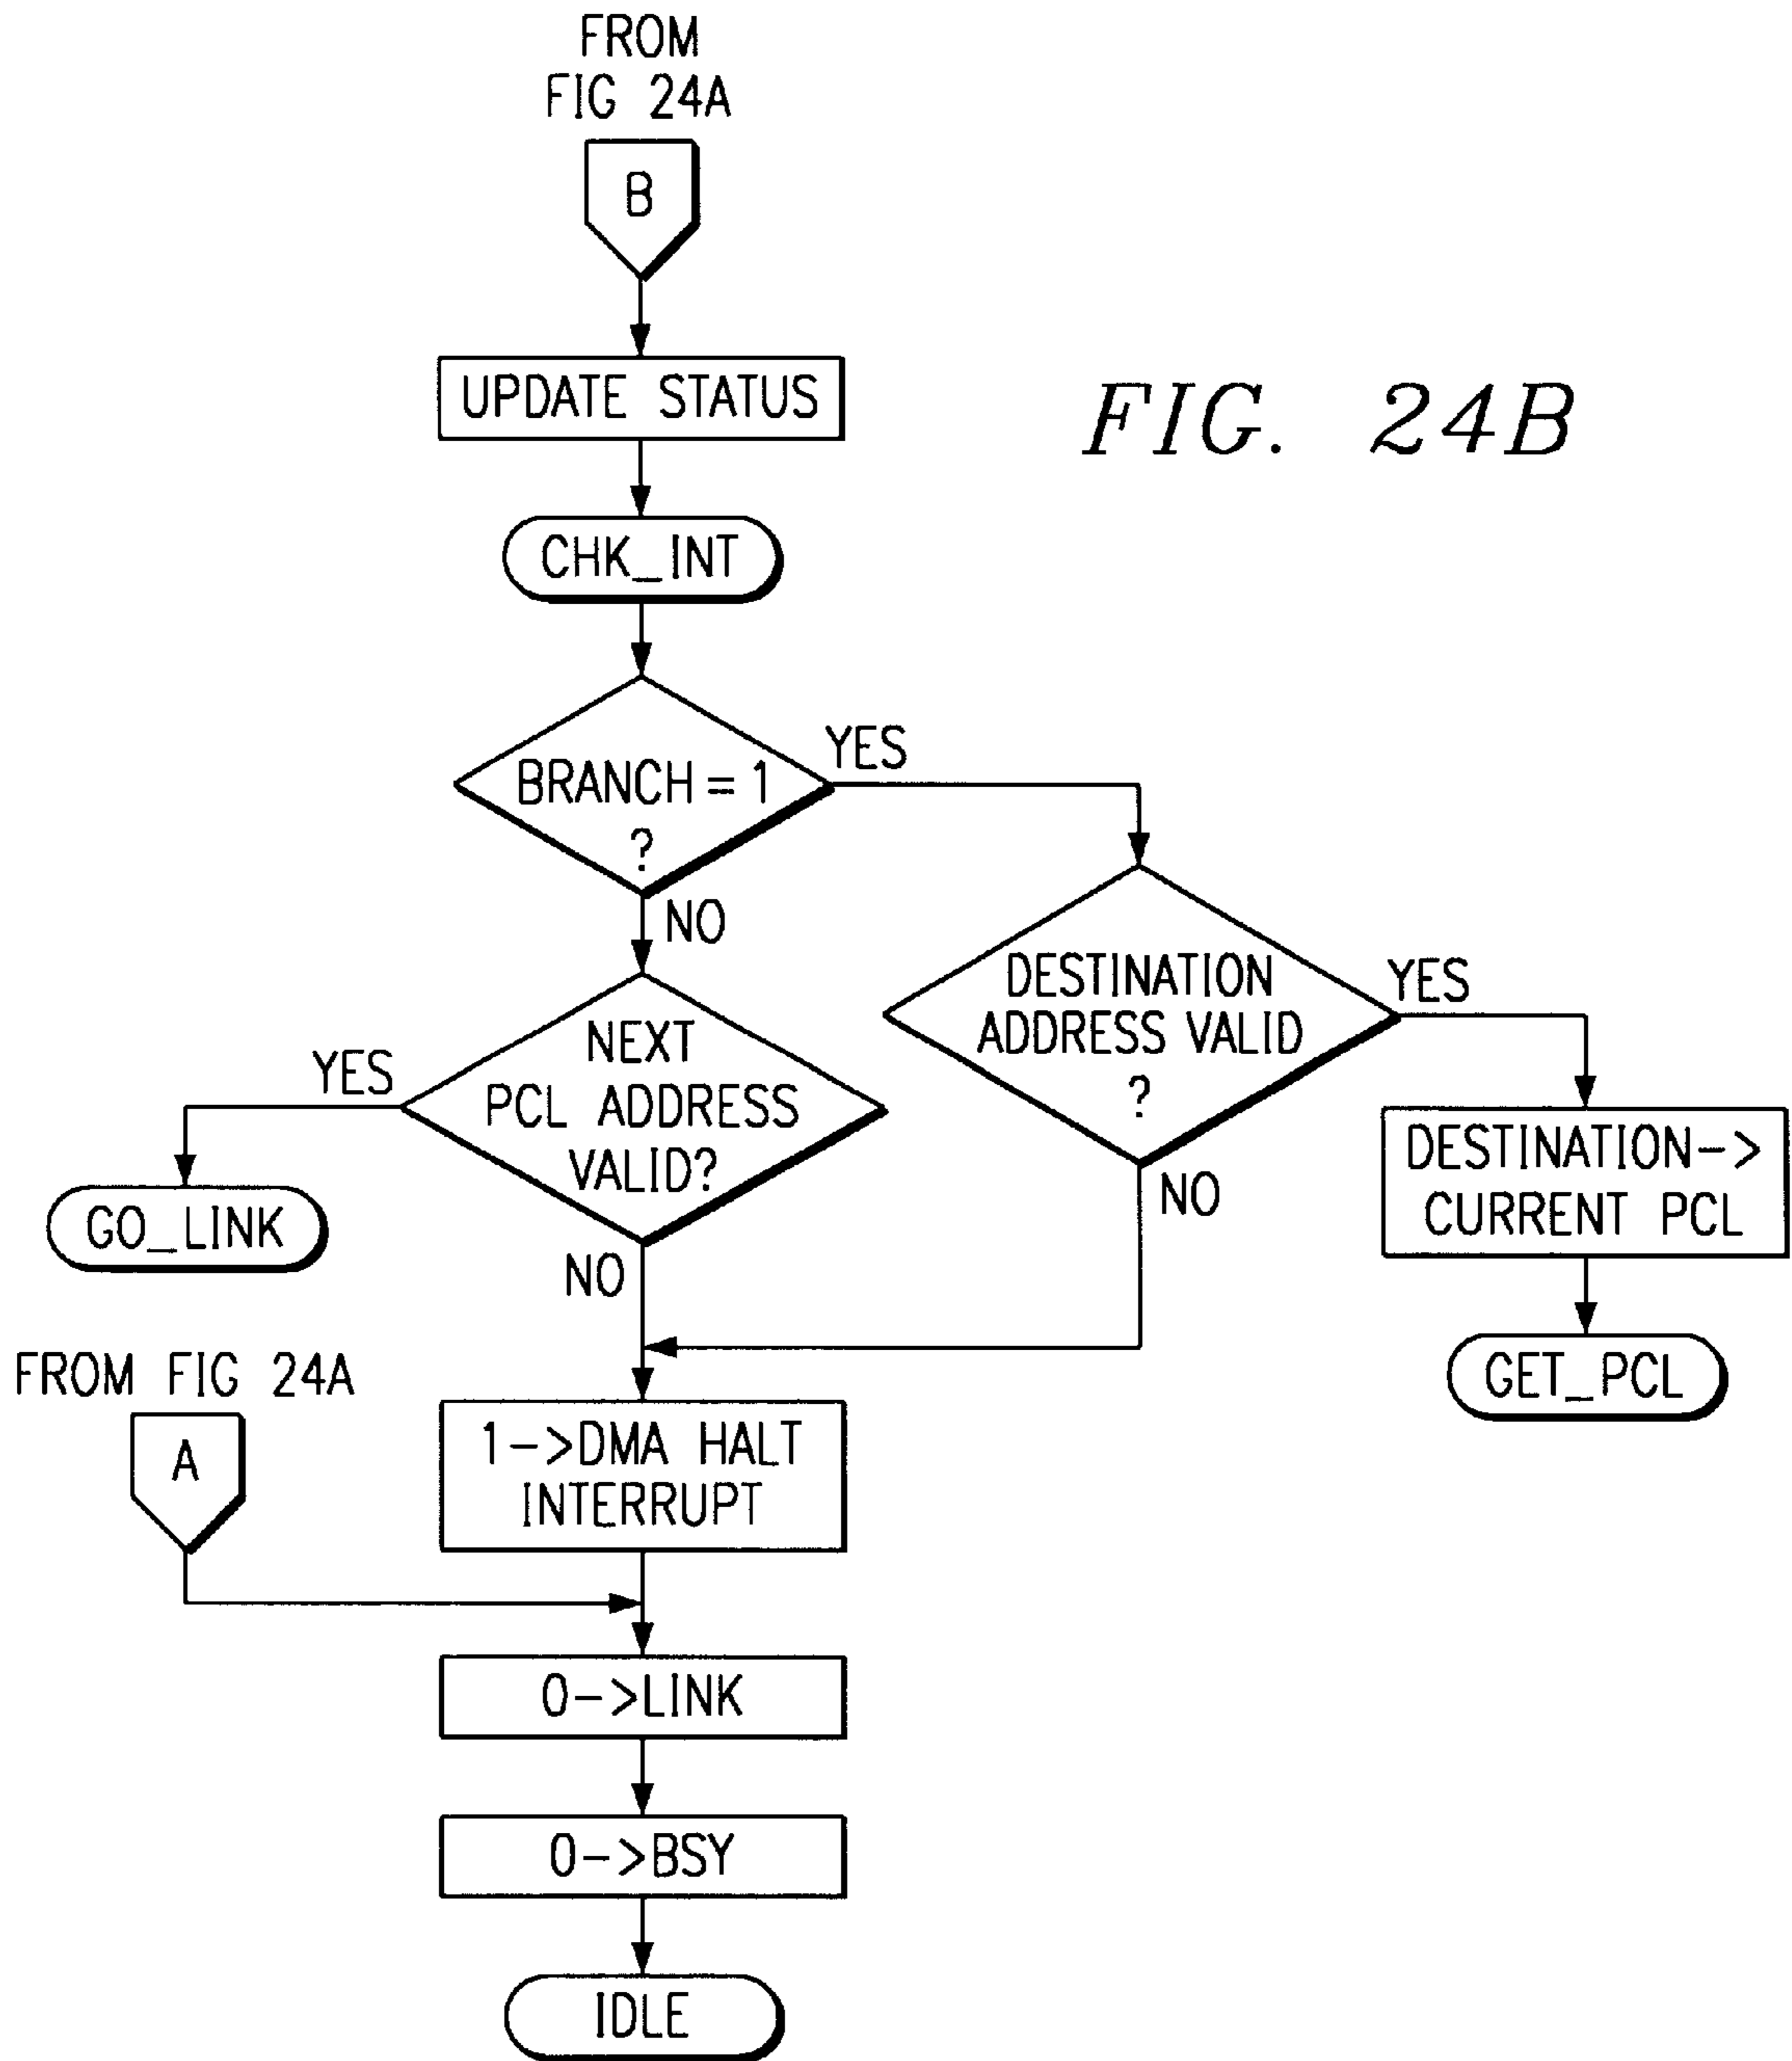 FROM
FIG 24A
B
UPDATE STATUS
FIG. 24B
CHK_INT
BRANCH = 1
?
YES
NO
DESTINATION
ADDRESS VALID
?
YES
NO
NEXT
PCL ADDRESS
VALID?
YES
NO
GO_LINK
DESTINATION->
CURRENT PCL
GET_PCL
FROM FIG 24A
A
1->DMA HALT
INTERRUPT
0->LINK
0->BSY
IDLE